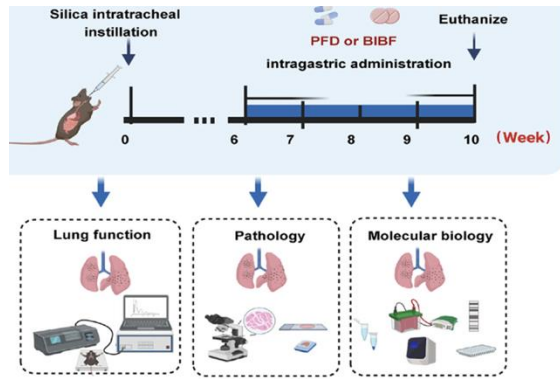 Silica intratracheal
instillation
Euthanize
PFD or BIBF
intragastric administration
0 6 7 8 9 10 (Week)
Lung function
Pathology
Molecular biology